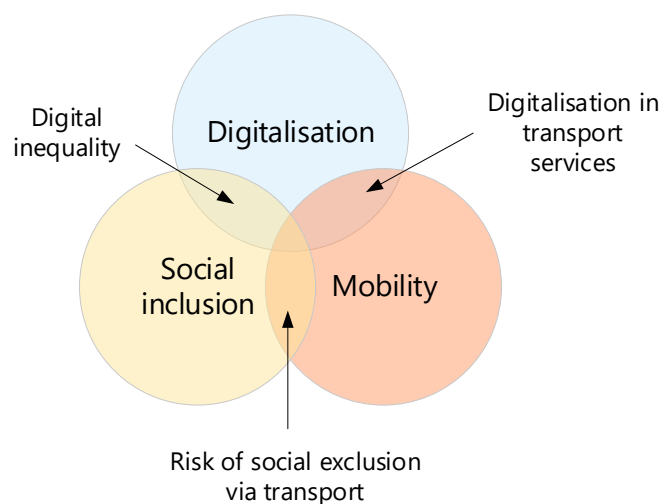 Digital
inequality
Digitalisation
Digitalisation in
transport
services
Social
inclusion
Mobility
Risk of social exclusion
via transport